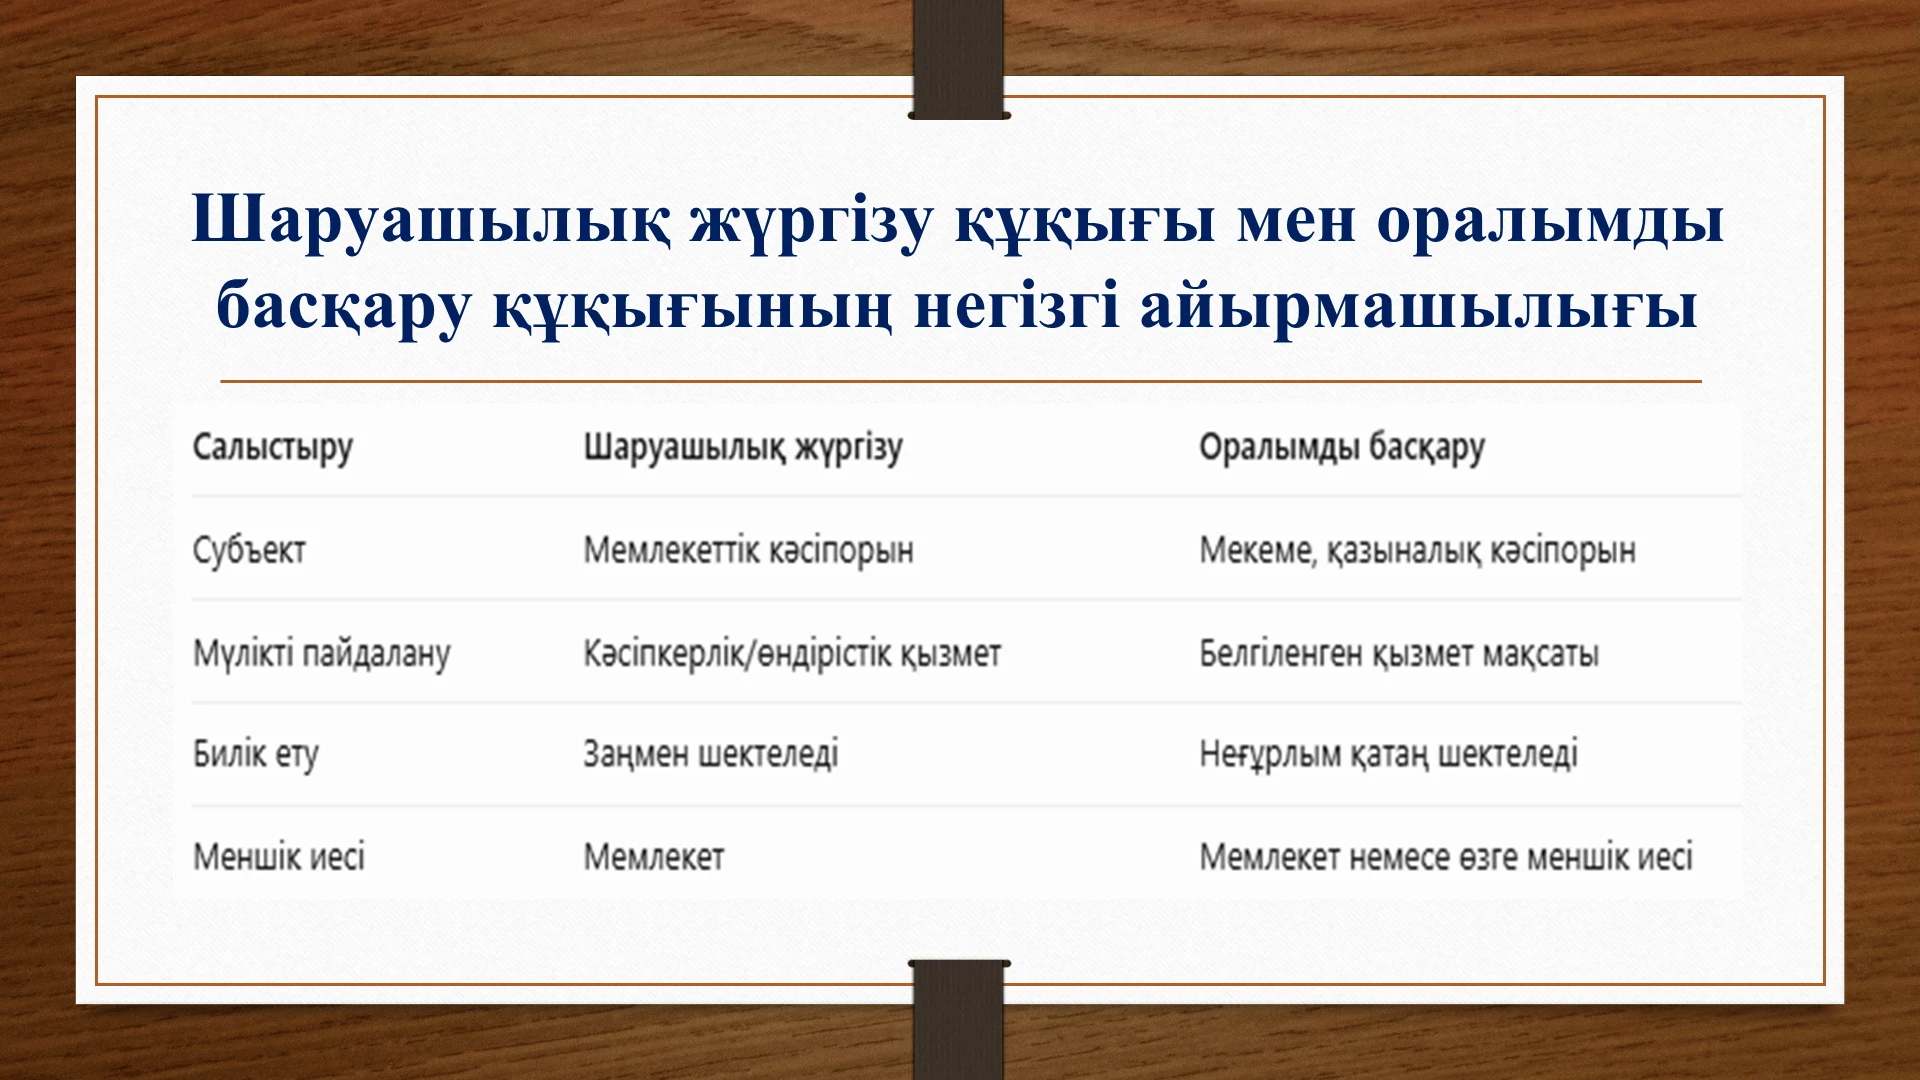 Шаруашылық жүргізу құқығы мен оралымды
басқару құқығының негізгі айырмашылығы
Салыстыру Шаруашылық жүргізу Оралымды басқару
Субъект Мемлекеттік кәсіпорын Мекеме, қазыналық кәсіпорын
Мүлікті пайдалану Кәсіпкерлік/өндірістік қызмет Белгіленген қызмет мақсаты
Билік ету Заңмен шектеледі Неғұрлым қатаң шектеледі
Меншік иесі Мемлекет Мемлекет немесе өзге меншік иесі